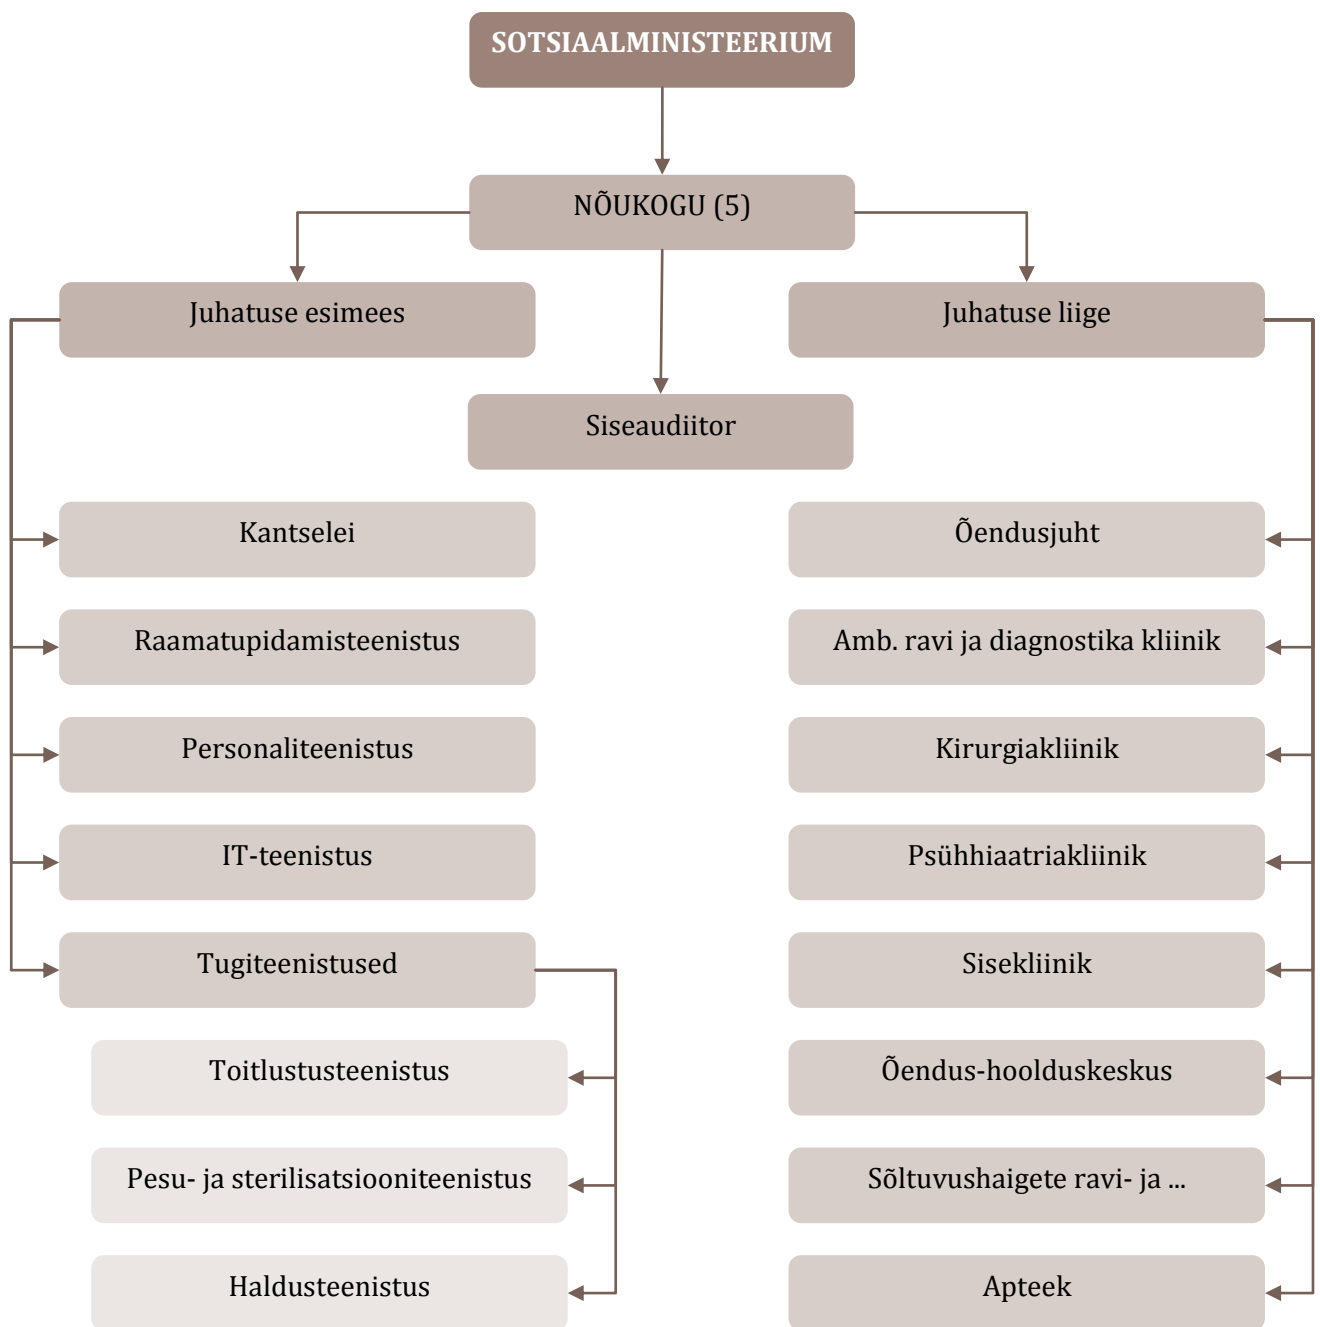 SOTSIAALMINISTEERIUM
NÕUKOGU (5)
Juhatuse esimees
Juhatuse liige
Siseaudiitor
Kantselei
Raamatupidamisteenistus
Personaliteenistus
IT-teenistus
Tugiteenistused
Toitlustusteenistus
Pesu- ja sterilisatsiooniteenistus
Haldusteenistus
Õendusjuht
Amb. ravi ja diagnostika kliinik
Kirurgiakliinik
Psühhiaatriakliinik
Sisekliinik
Õendus-hoolduskeskus
Sõltuvushaigete ravi- ja ...
Apteek